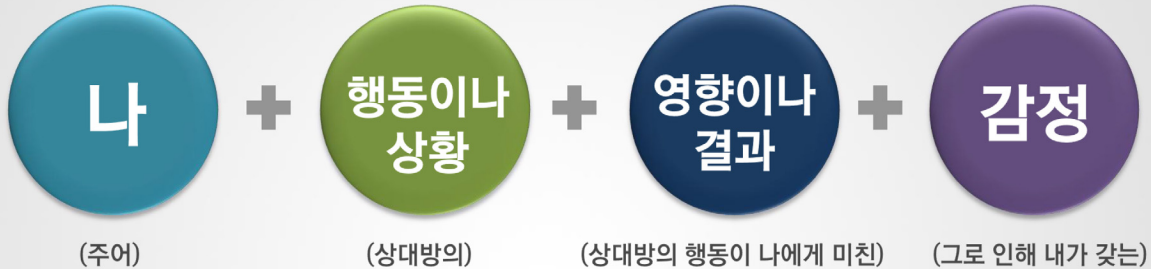 나
행동이나
상황
영향이나
결과
감정
(주어)
(상대방의)
(상대방의 행동이 나에게 미친)
(그로 인해 내가 갖는)